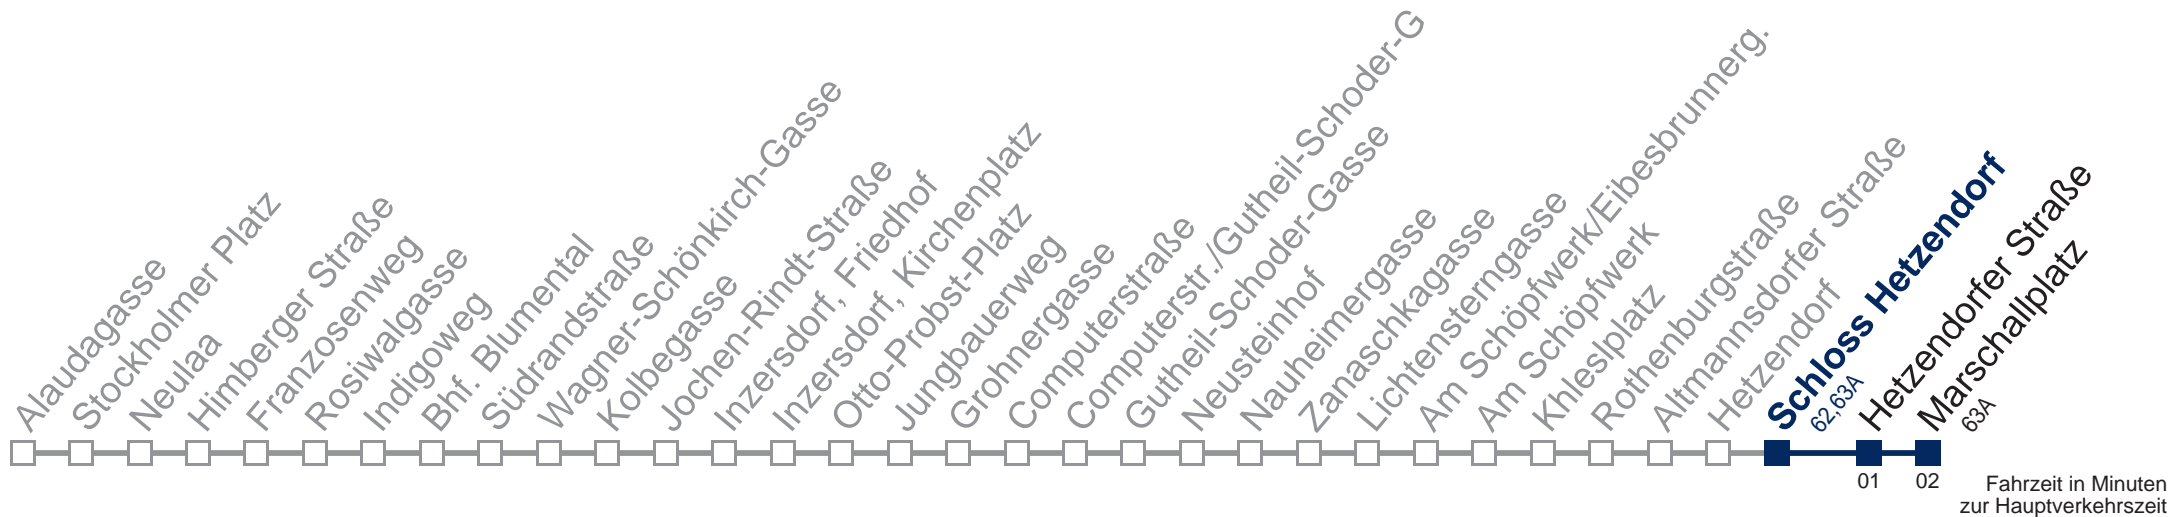 Alaudagasse
Stockholmer Platz
Neulaa
Himberger Straße
Franzosenweg
Rosiwalgasse
Indigoweg
Bhf. Blumental
Südrandstraße
Wagner-Schönkirch-Gasse
Kolbegasse
Jochen-Rindt-Straße
Inzersdorf, Friedhof
Inzersdorf, Kirchenplatz
Otto-Probst-Platz
Jungbauerweg
Grohnergasse
Computerstraße
Computerstr./Gutheil-Schoder-G
Gutheil-Schoder-Gasse
Neusteinhof
Nauheimergasse
Zanaschkagasse
Lichtensterngasse
Am Schöpfwerk/Eibesbrunnerg.
Am Schöpfwerk
Khleslplatz
Rothenburgstraße
Altmannsdorfer Straße
Hetzendorf
Schloss Hetzendorf
62,63A
Hetzendorfer Straße
Marschallplatz
63A
01
02
Fahrzeit in Minuten
zur Hauptverkehrszeit